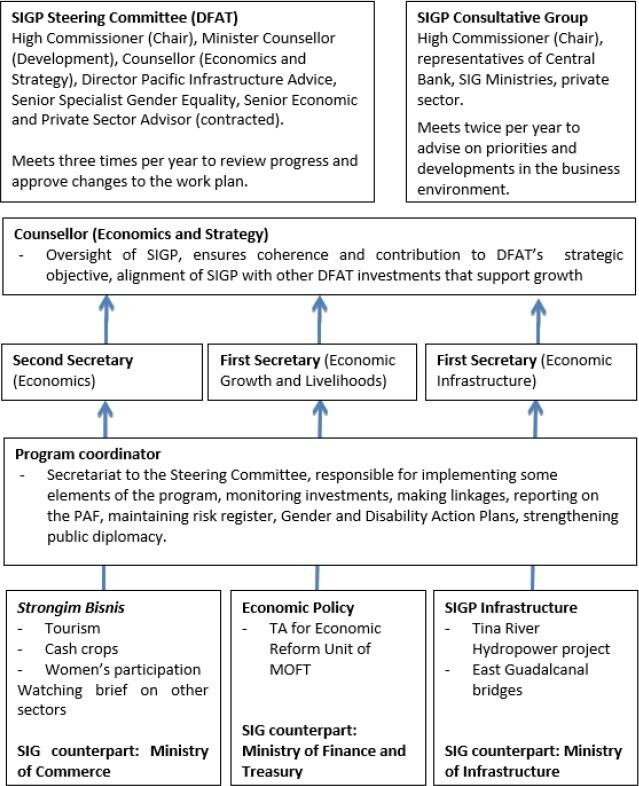 SIGP Steering Committee (DFAT)
High Commissioner (Chair), Minister Counsellor
(Development), Counsellor (Economics and
Strategy), Director Pacific Infrastructure Advice,
Senior Specialist Gender Equality, Senior Economic
and Private Sector Advisor (contracted).
Meets three times per year to review progress and
approve changes to the work plan.
SIGP Consultative Group
High Commissioner (Chair),
representatives of Central
Bank, SIG Ministries, private
sector.
Meets twice per year to
advise on priorities and
developments in the business
environment.
Counsellor (Economics and Strategy)
- Oversight of SIGP, ensures coherence and contribution to DFAT's strategic
objective, alignment of SIGP with other DFAT investments that support growth
Second Secretary
(Economics)
First Secretary (Economic
Growth and Livelihoods)
First Secretary (Economic
Infrastructure)
Program coordinator
- Secretariat to the Steering Committee, responsible for implementing some
elements of the program, monitoring investments, making linkages, reporting on
the PAF, maintaining risk register, Gender and Disability Action Plans, strengthening
public diplomacy.
Strongim Bisnis
- Tourism
- Cash crops
- Women's participation
Watching brief on other
sectors
SIG counterpart: Ministry
of Commerce
Economic Policy
- TA for Economic
Reform Unit of
MOFT
SIG counterpart:
Ministry of Finance and
Treasury
SIGP Infrastructure
- Tina River
Hydropower project
- East Guadalcanal
bridges
SIG counterpart: Ministry
of Infrastructure